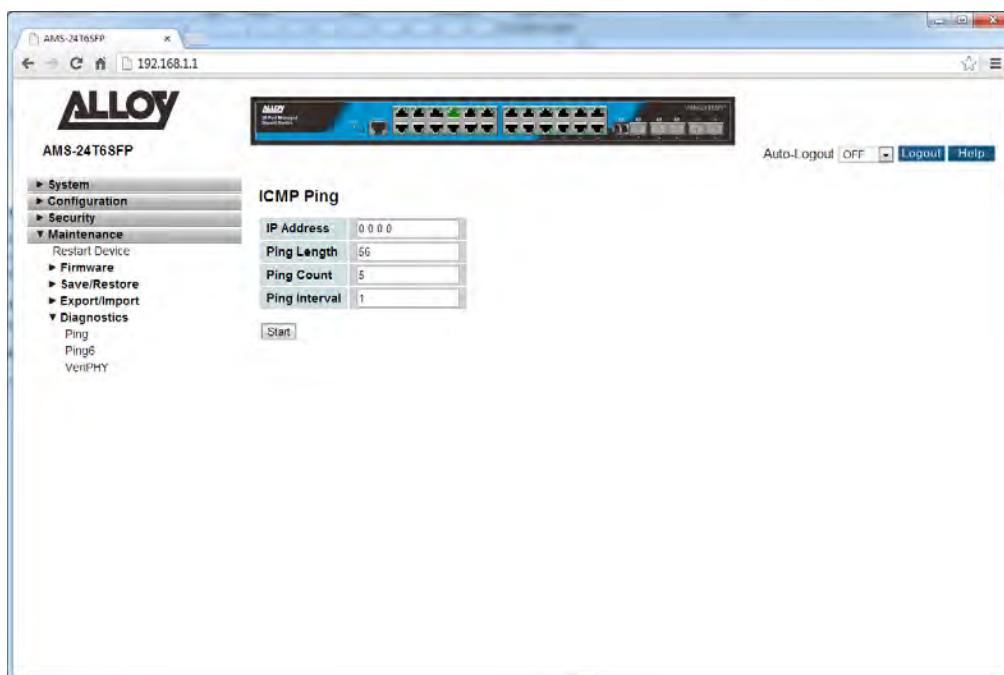 AMS-24T6SFP
192.168.1.1
ALLOY
ALLOY
AMS-24T6SFP
Auto-Logout OFF Logout Help
System
Configuration
Security
Maintenance
Restart Device
Firmware
Save/Restore
Export/Import
Diagnostics
Ping
Ping6
VeriPHY
ICMP Ping
IP Address 0.0.0.0
Ping Length 56
Ping Count 5
Ping Interval 1
Start